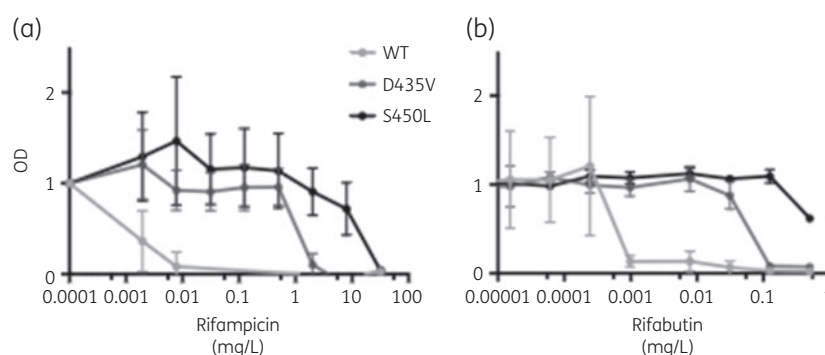 (a)
WT
D435V
S450L
OD
2
1
0
0.0001 0.001 0.01 0.1 1 10 100
Rifampicin
(mg/L)
(b)
2
1
0
0.00001 0.0001 0.001 0.01 0.1
Rifabutin
(mg/L)